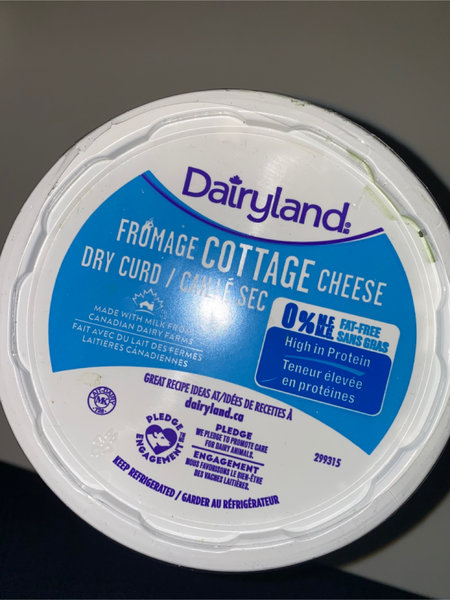 Dairyland
FROMAGE COTTAGE CHEESE
DRY CURD / CAILLÉ SEC
MADE WITH MILK FROM
CANADIAN DAIRY FARMS
FAIT AVEC DU LAIT DES FERMES
LAITIÈRES CANADIENNES
0% M.F. M.G. FAT-FREE
SANS GRAS
High in Protein
Teneur élevée
en protéines
GREAT RECIPE IDEAS AT/IDÉES DE RECETTES À
dairyland.ca
MK
PLEDGE
ENGAGEMENT
PLEDGE
WE PLEDGE TO PROMOTE CARE
FOR DAIRY ANIMALS.
ENGAGEMENT
NOUS FAVORISONS LE BIEN-ÊTRE
DES VACHES LAITIÈRES.
299315
KEEP REFRIGERATED / GARDER AU RÉFRIGÉRATEUR